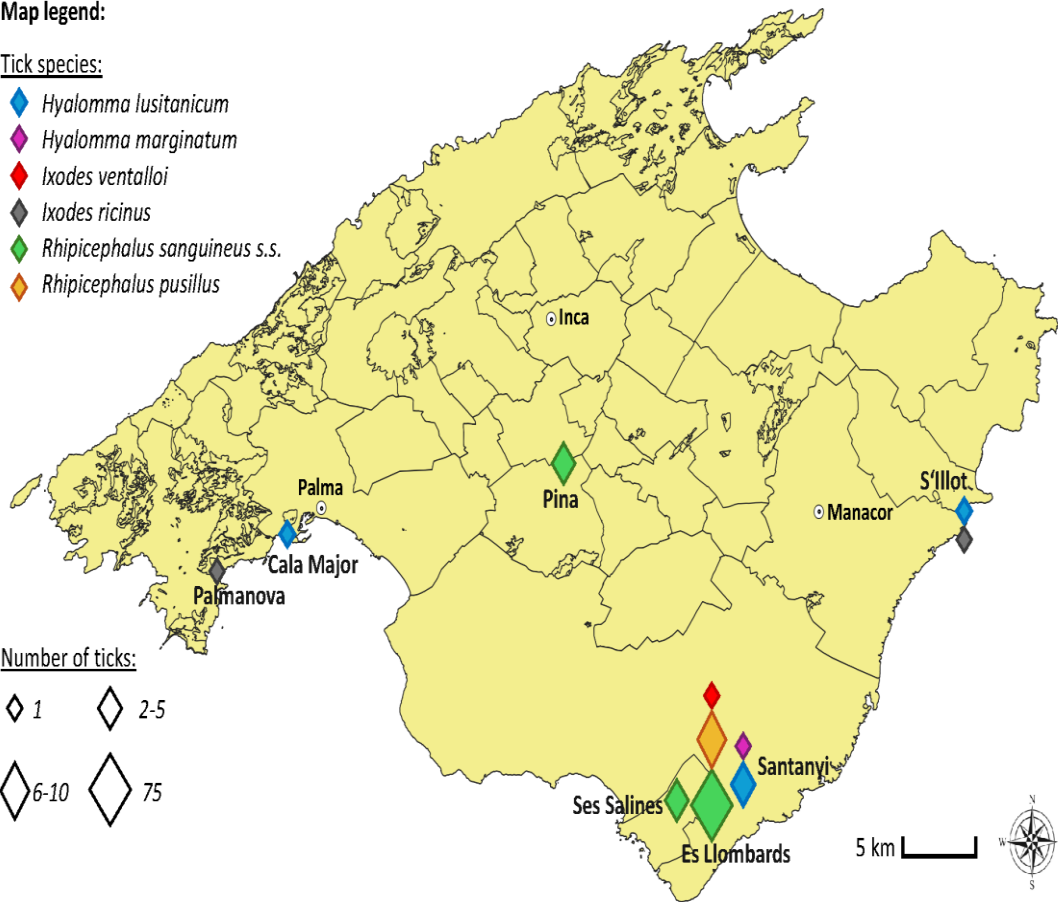 Map legend:
Tick species:
Hyalomma lusitanicum
Hyalomma marginatum
Ixodes ventalloi
Ixodes ricinus
Rhipicephalus sanguineus s.s.
Rhipicephalus pusillus
Inca
Pina
Palma
Manacor
S'Illot
Cala Major
Palmanova
Number of ticks:
1
2-5
6-10
75
Santanyi
Ses Salines
Es Llombards
5 km
N
W
S